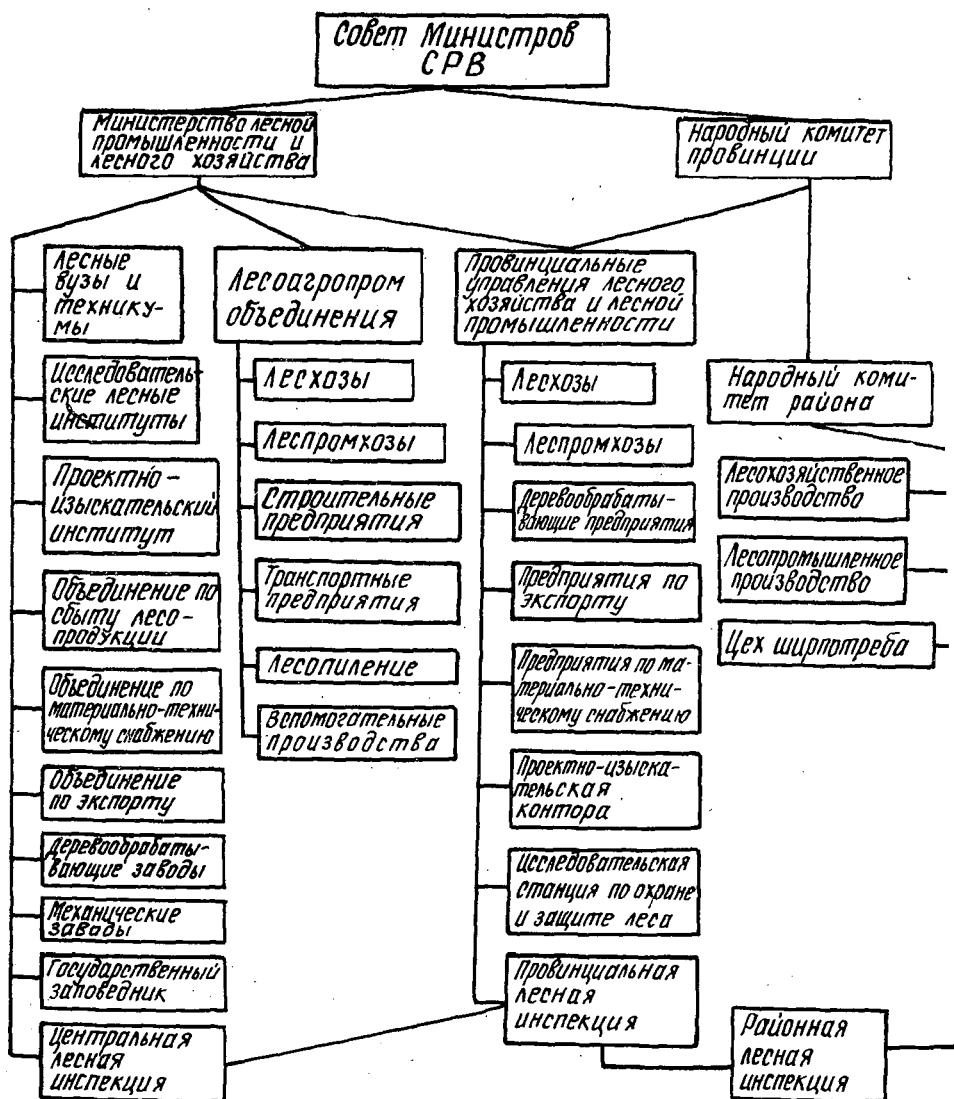 Совет Министров
СРВ
Министерство лесной
промышленности и
лесного хозяйства
Народный комитет
провинции
Лесные
вузы и
технику-
мы
Исследователь-
ские лесные
институты
Проектно-
изыскательский
институт
Объединение по
сбыту лесо-
продукции
Объединение по
материально-техни-
ческому снабжению
Объединение
по экспорту
Деревообрабаты-
вающие заводы
Механические
заводы
Государственный
заповедник
Центральная
лесная
инспекция
Лесоагропром
объединения
Лесхозы
Леспромхозы
Строительные
предприятия
Транспортные
предприятия
Лесопиление
Вспомогательные
производства
Провинциальные
управления лесного
хозяйства и лесной
промышленности
Лесхозы
Леспромхозы
Деревообрабаты-
вающие предприятия
Предприятия по
экспорту
Предприятия по ма-
териально-техни-
ческому снабжению
Проектно-изыска-
тельская
контора
Исследовательская
станция по охране
и защите леса
Провинциальная
лесная
инспекция
Народный коми-
тет района
Лесохозяйственное
производство
Лесопромышленное
производство
Цех ширпотреба
Районная
лесная
инспекция